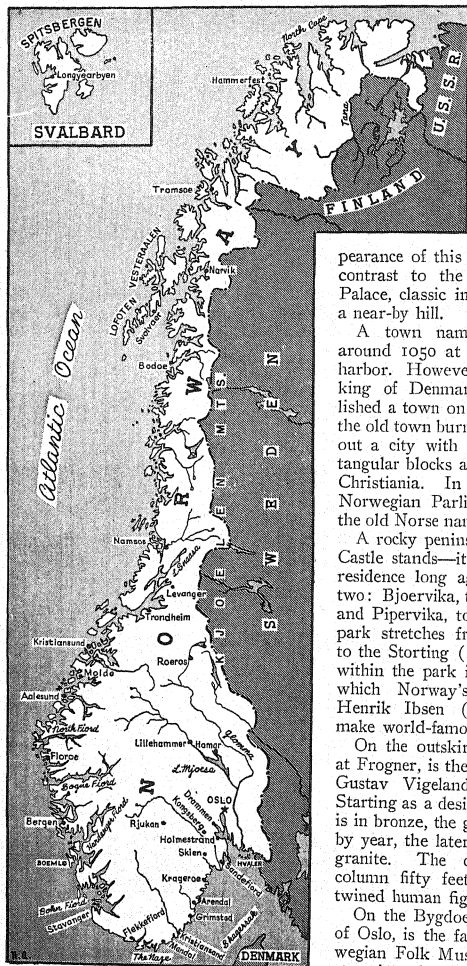 SPITSBERGEN
Longyearbyen
SVALBARD
North Cape
Hammerfest
Tana
U.S.S.R.
FINLAND
Tromsoe
VESTERAALEN
LOFOTEN
Svolvaer
Narvik
Bodoe
Atlantic Ocean
NORWAY
KJOELEN MTS.
SWEDEN
Namsos
L. Snaasa
Levanger
Trondheim
Kristiansund
Molde
Roeros
Aalesund
North Fiord
Floroe
Lillehammer
Hamar
Glomma
L. Mjoesa
Sogne Fiord
OSLO
Bergen
Hardanger Fiord
Rjukan
Drammen
Kongsberg
Holmestrand
Skien
HVALER
Sandefiord
BOEMLO
Krageroe
Bokn Fiord
Stavanger
Arendal
Grimstad
Flekkefiord
Kristiansand
Mandal
The Naze
Skagerrak
DENMARK
pearance of this
contrast to the
Palace, classic in
a near-by hill.
A town nam
around 1050 at
harbor. Howeve
king of Denmar
lished a town on
the old town burn
out a city with
tangular blocks a
Christiania. In
Norwegian Parli
the old Norse nam
A rocky penins
Castle stands—it
residence long ag
two: Bjoervika, t
and Pipervika, to
park stretches fr
to the Storting (
within the park i
which Norway's
Henrik Ibsen (
make world-famo
On the outskir
at Frogner, is the
Gustav Vigeland
Starting as a desi
is in bronze, the g
by year, the later
granite. The c
column fifty feet
twined human fig
On the Bygdoe
of Oslo, is the fa
wegian Folk Mus